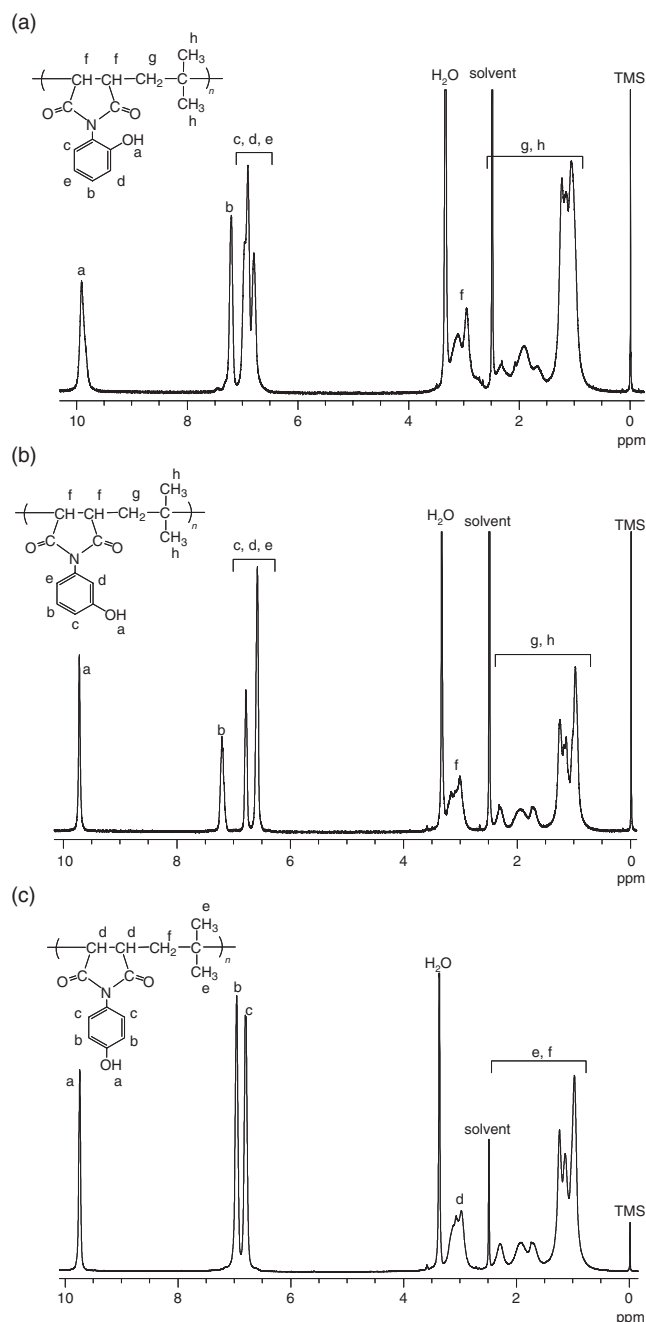 (a)
f f g h
CH₃
CH CH CH₂ C
n
CH₃
h
O C C O
N
c OH
a
e d
b
a
b
c, d, e
H₂O
f
solvent
g, h
TMS
10 8 6 4 2 0
ppm
(b)
f f g h
CH₃
CH CH CH₂ C
n
CH₃
h
O C C O
N
e d
b OH
c a
a
b
c, d, e
H₂O
f
solvent
g, h
TMS
10 8 6 4 2 0
ppm
(c)
d d f e
CH₃
CH CH CH₂ C
n
CH₃
e
O C C O
N
c c
b b
OH
a
a
b
c
H₂O
d
solvent
e, f
TMS
10 8 6 4 2 0
ppm